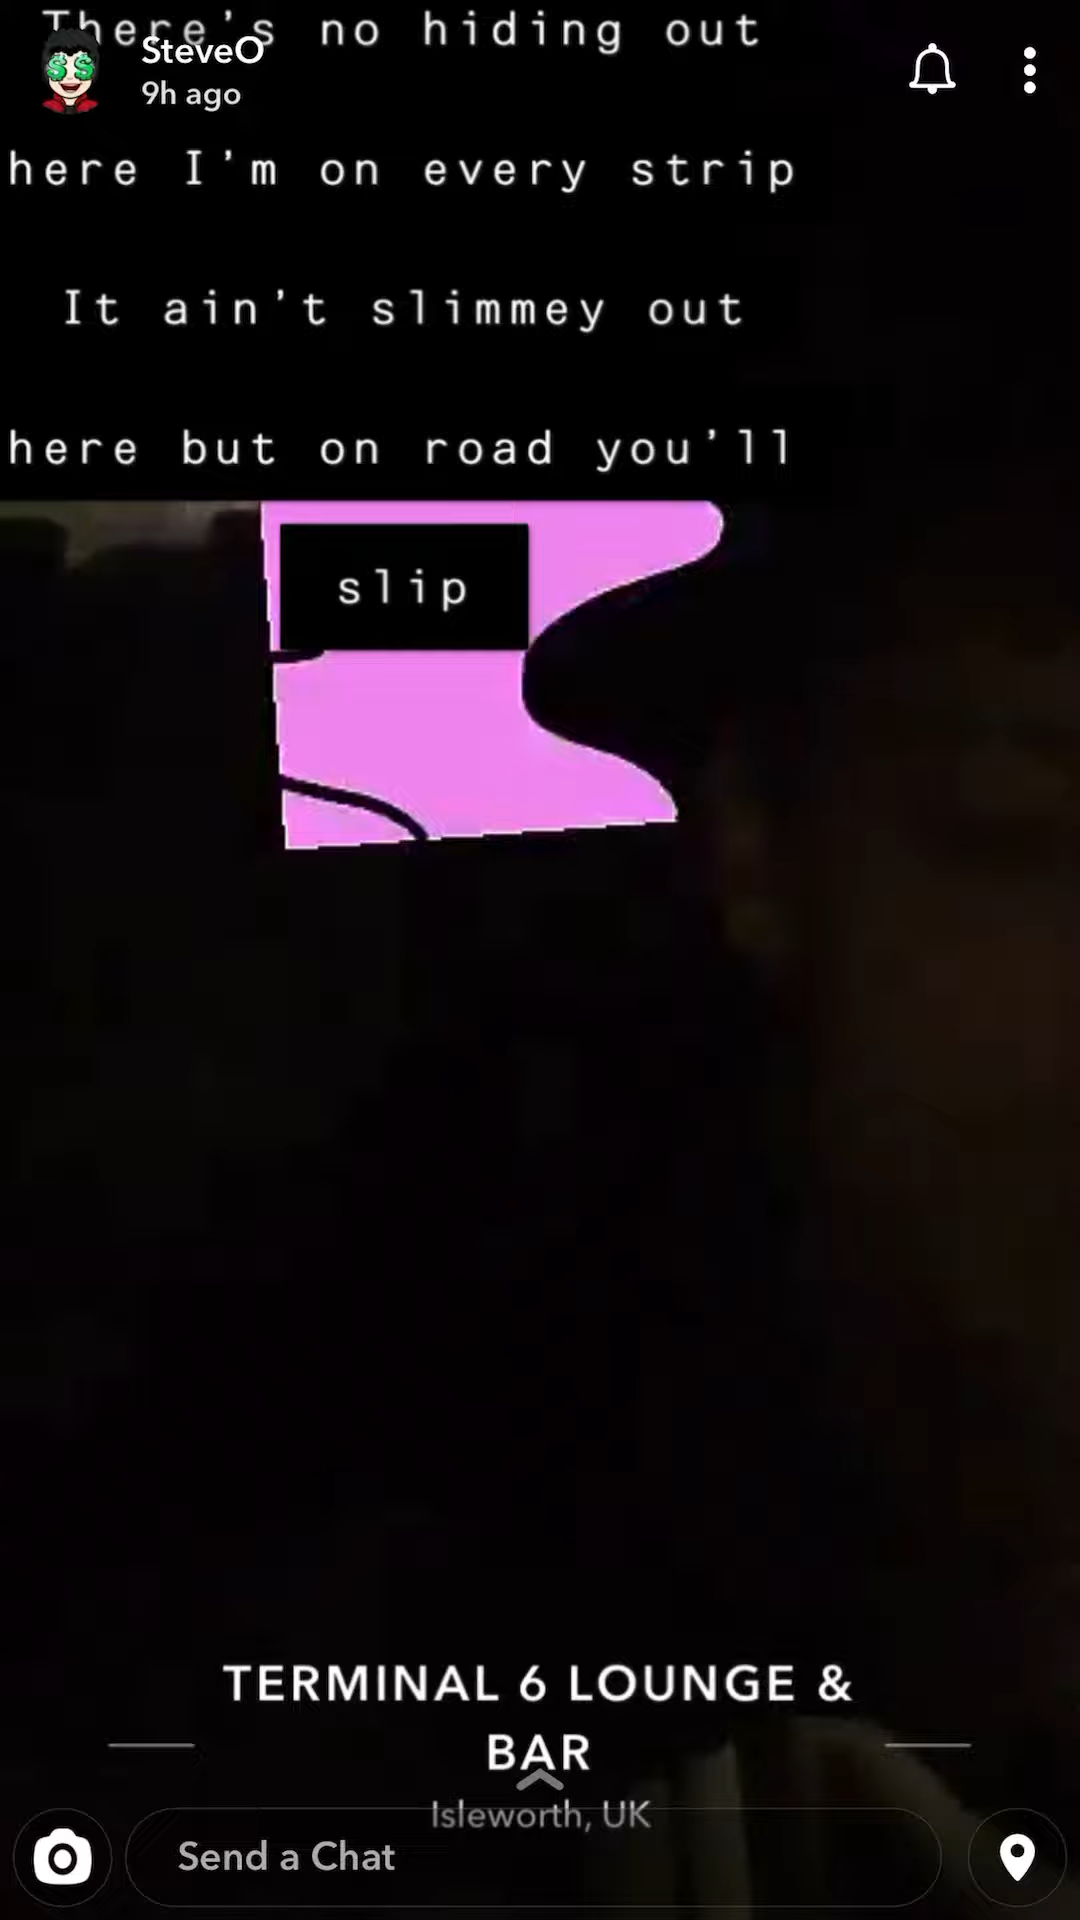 There's no hiding out
SteveO
9h ago
here I'm on every strip
It ain't slimmey out
here but on road you'll
slip
TERMINAL 6 LOUNGE &
BAR
Isleworth, UK
Send a Chat